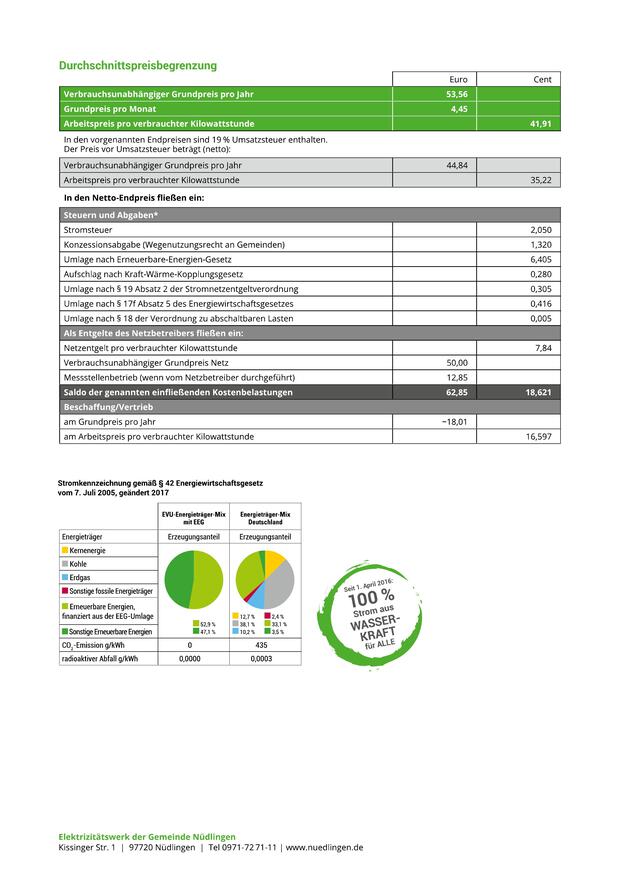 Durchschnittspreisbegrenzung
Euro Cent
Verbrauchsunabhängiger Grundpreis pro Jahr 53,56
Grundpreis pro Monat 4,45
Arbeitspreis pro verbrauchter Kilowattstunde 41,91
In den vorgenannten Endpreisen sind 19 % Umsatzsteuer enthalten.
Der Preis vor Umsatzsteuer beträgt (netto):
Verbrauchsunabhängiger Grundpreis pro Jahr 44,84
Arbeitspreis pro verbrauchter Kilowattstunde 35,22
In den Netto-Endpreis fließen ein:
Steuern und Abgaben*
Stromsteuer 2,050
Konzessionsabgabe (Wegenutzungsrecht an Gemeinden) 1,320
Umlage nach Erneuerbare-Energien-Gesetz 6,405
Aufschlag nach Kraft-Wärme-Kopplungsgesetz 0,280
Umlage nach § 19 Absatz 2 der Stromnetzentgeltverordnung 0,305
Umlage nach § 17f Absatz 5 des Energiewirtschaftsgesetzes 0,416
Umlage nach § 18 der Verordnung zu abschaltbaren Lasten 0,005
Als Entgelte des Netzbetreibers fließen ein:
Netzentgelt pro verbrauchter Kilowattstunde 7,84
Verbrauchsunabhängiger Grundpreis Netz 50,00
Messstellenbetrieb (wenn vom Netzbetreiber durchgeführt) 12,85
Saldo der genannten einfließenden Kostenbelastungen 62,85 18,621
Beschaffung/Vertrieb
am Grundpreis pro Jahr −18,01
am Arbeitspreis pro verbrauchter Kilowattstunde 16,597
Stromkennzeichnung gemäß § 42 Energiewirtschaftsgesetz
vom 7. Juli 2005, geändert 2017
EVU-Energieträger-Mix Energieträger-Mix
mit EEG Deutschland
Energieträger Erzeugungsanteil Erzeugungsanteil
Kernenergie
Kohle
Erdgas
Sonstige fossile Energieträger
Erneuerbare Energien,
finanziert aus der EEG-Umlage
Sonstige Erneuerbare Energien
52,9 %
47,1 %
12,7 % 2,4 %
38,1 % 33,1 %
10,2 % 3,5 %
CO2-Emission g/kWh 0 435
radioaktiver Abfall g/kWh 0,0000 0,0003
Seit 1. April 2016:
100 %
Strom aus
WASSER-
KRAFT
für ALLE
Elektrizitätswerk der Gemeinde Nüdlingen
Kissinger Str. 1 | 97720 Nüdlingen | Tel 0971-72 71-11 | www.nuedlingen.de